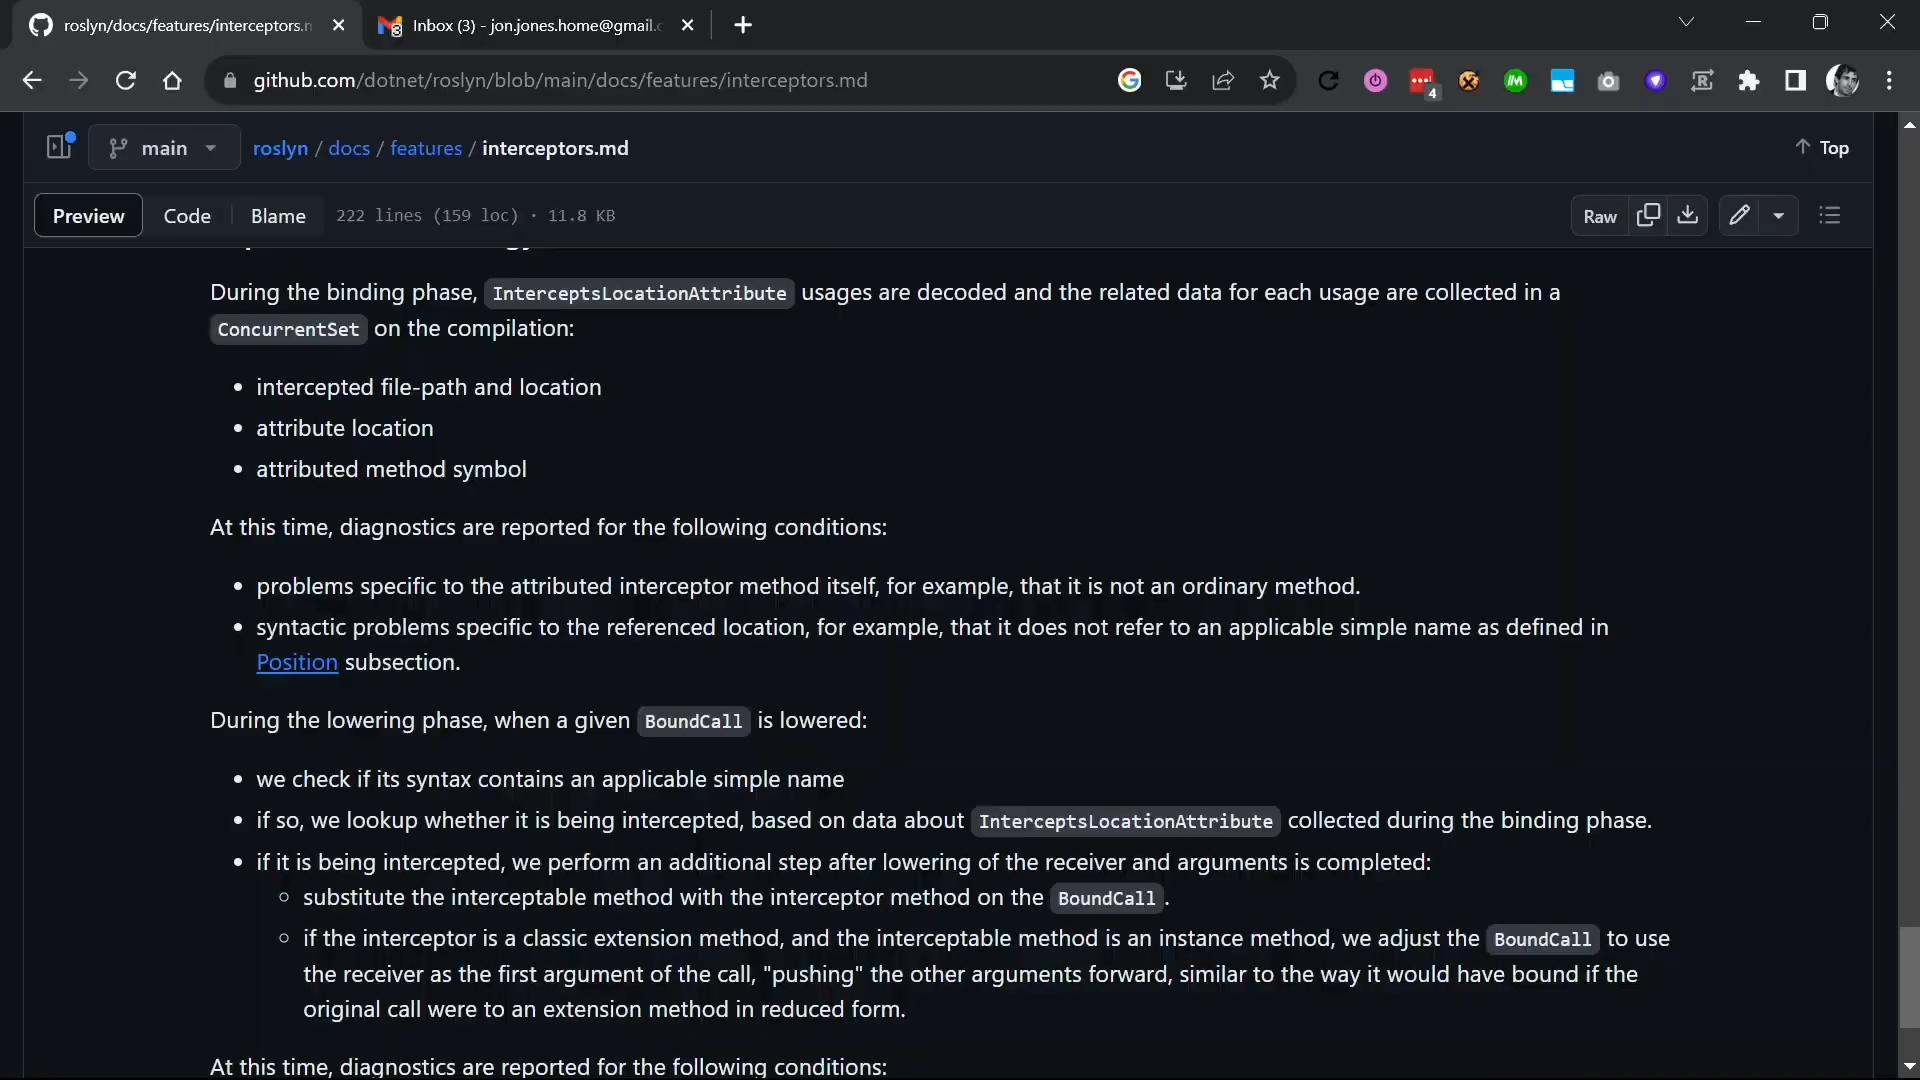 roslyn/docs/features/interceptors.m
Inbox (3) - jon.jones.home@gmail.c
github.com/dotnet/roslyn/blob/main/docs/features/interceptors.md
4
main
roslyn / docs / features / interceptors.md
Top
Preview
Code
Blame
222 lines (159 loc) · 11.8 KB
Raw
During the binding phase, InterceptsLocationAttribute usages are decoded and the related data for each usage are collected in a
ConcurrentSet on the compilation:
• intercepted file-path and location
• attribute location
• attributed method symbol
At this time, diagnostics are reported for the following conditions:
• problems specific to the attributed interceptor method itself, for example, that it is not an ordinary method.
• syntactic problems specific to the referenced location, for example, that it does not refer to an applicable simple name as defined in
Position subsection.
During the lowering phase, when a given BoundCall is lowered:
• we check if its syntax contains an applicable simple name
• if so, we lookup whether it is being intercepted, based on data about InterceptsLocationAttribute collected during the binding phase.
• if it is being intercepted, we perform an additional step after lowering of the receiver and arguments is completed:
○ substitute the interceptable method with the interceptor method on the BoundCall.
○ if the interceptor is a classic extension method, and the interceptable method is an instance method, we adjust the BoundCall to use
the receiver as the first argument of the call, "pushing" the other arguments forward, similar to the way it would have bound if the
original call were to an extension method in reduced form.
At this time, diagnostics are reported for the following conditions: